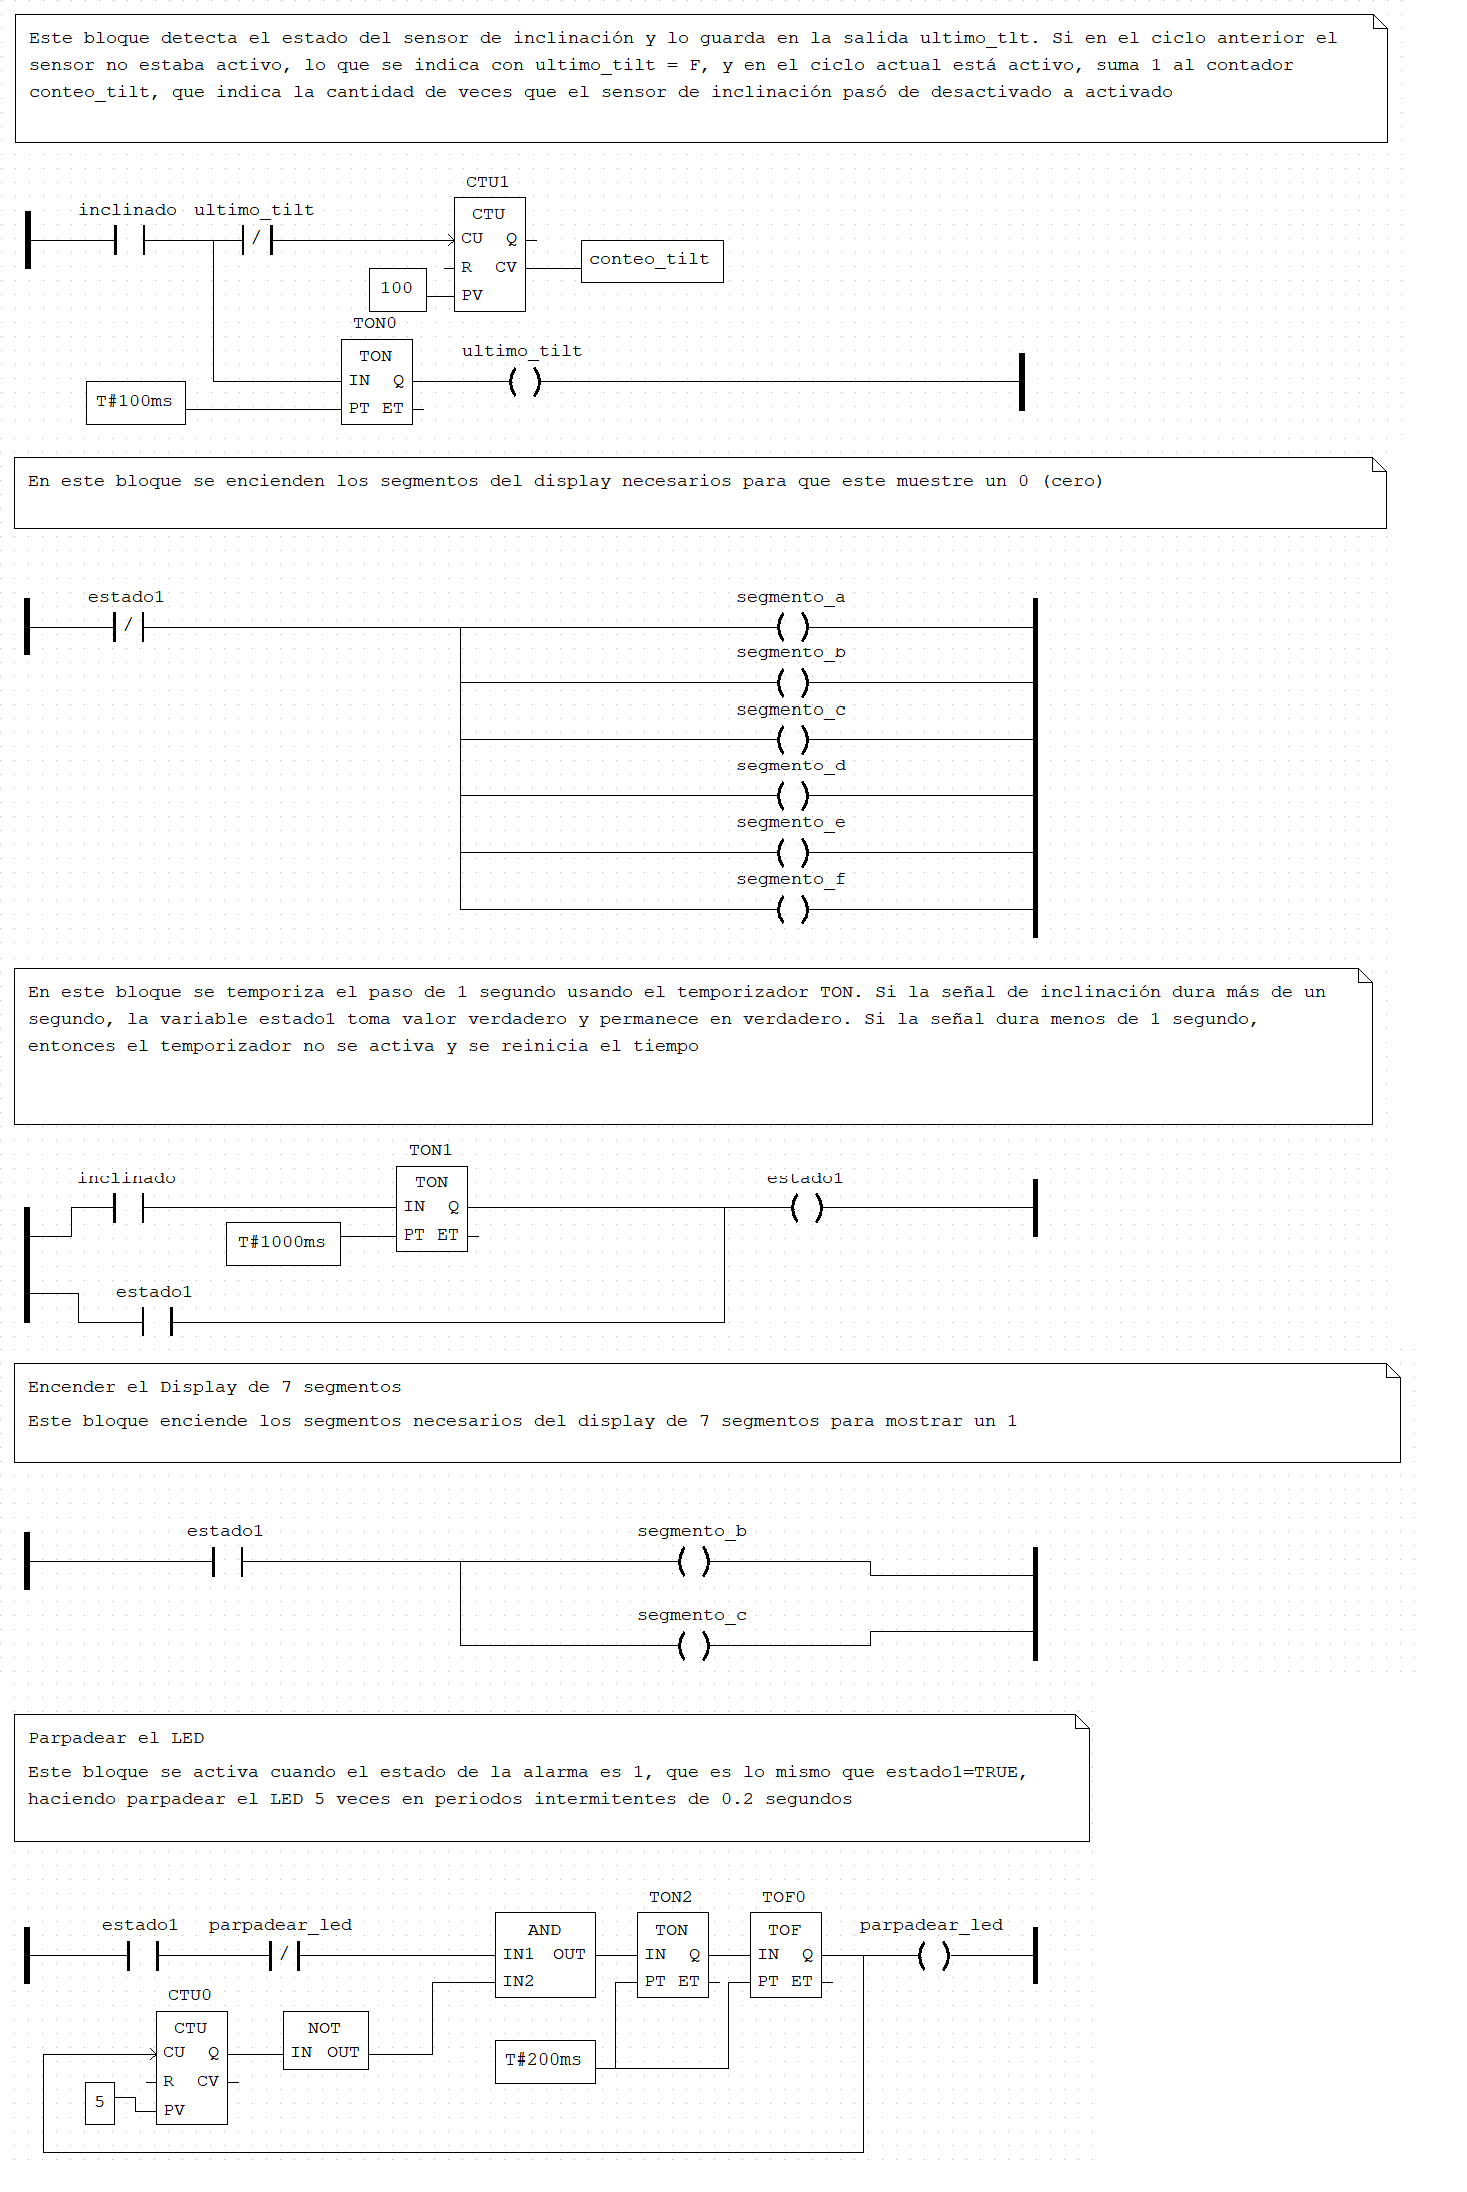 Este bloque detecta el estado del sensor de inclinación y lo guarda en la salida ultimo_tlt. Si en el ciclo anterior el
sensor no estaba activo, lo que se indica con ultimo_tilt = F, y en el ciclo actual está activo, suma 1 al contador
conteo_tilt, que indica la cantidad de veces que el sensor de inclinación pasó de desactivado a activado
CTU1
inclinado ultimo_tilt
CTU
/ CU Q
R CV conteo_tilt
100 PV
TON0
TON ultimo_tilt
IN Q
T#100ms PT ET
En este bloque se encienden los segmentos del display necesarios para que este muestre un 0 (cero)
estado1 segmento_a
/
segmento_b
segmento_c
segmento_d
segmento_e
segmento_f
En este bloque se temporiza el paso de 1 segundo usando el temporizador TON. Si la señal de inclinación dura más de un
segundo, la variable estado1 toma valor verdadero y permanece en verdadero. Si la señal dura menos de 1 segundo,
entonces el temporizador no se activa y se reinicia el tiempo
TON1
inclinado TON estado1
IN Q
T#1000ms PT ET
estado1
Encender el Display de 7 segmentos
Este bloque enciende los segmentos necesarios del display de 7 segmentos para mostrar un 1
estado1 segmento_b
segmento_c
Parpadear el LED
Este bloque se activa cuando el estado de la alarma es 1, que es lo mismo que estado1=TRUE,
haciendo parpadear el LED 5 veces en periodos intermitentes de 0.2 segundos
TON2 TOF0
estado1 parpadear_led AND TON TOF parpadear_led
/ IN1 OUT IN Q IN Q
IN2 PT ET PT ET
CTU0
CTU NOT
CU Q IN OUT T#200ms
R CV
5 PV